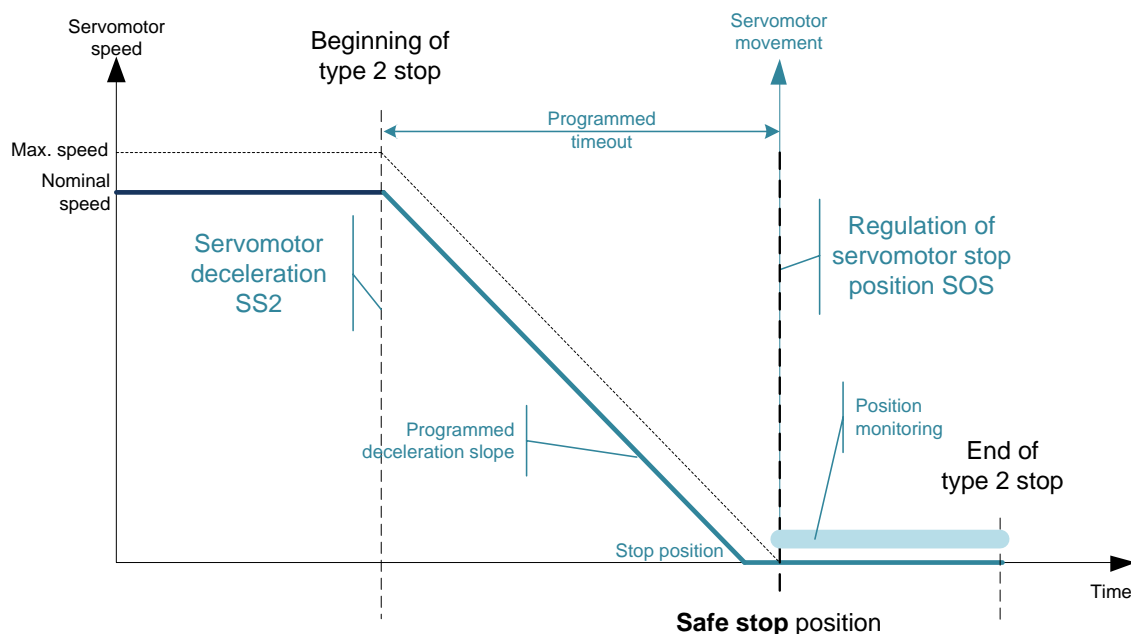 Servomotor
speed
Beginning of
type 2 stop
Servomotor
movement
Programmed
timeout
Max. speed
Nominal
speed
Servomotor
deceleration
SS2
Regulation of
servomotor stop
position SOS
Programmed
deceleration slope
Position
monitoring
End of
type 2 stop
Stop position
Time
Safe stop position